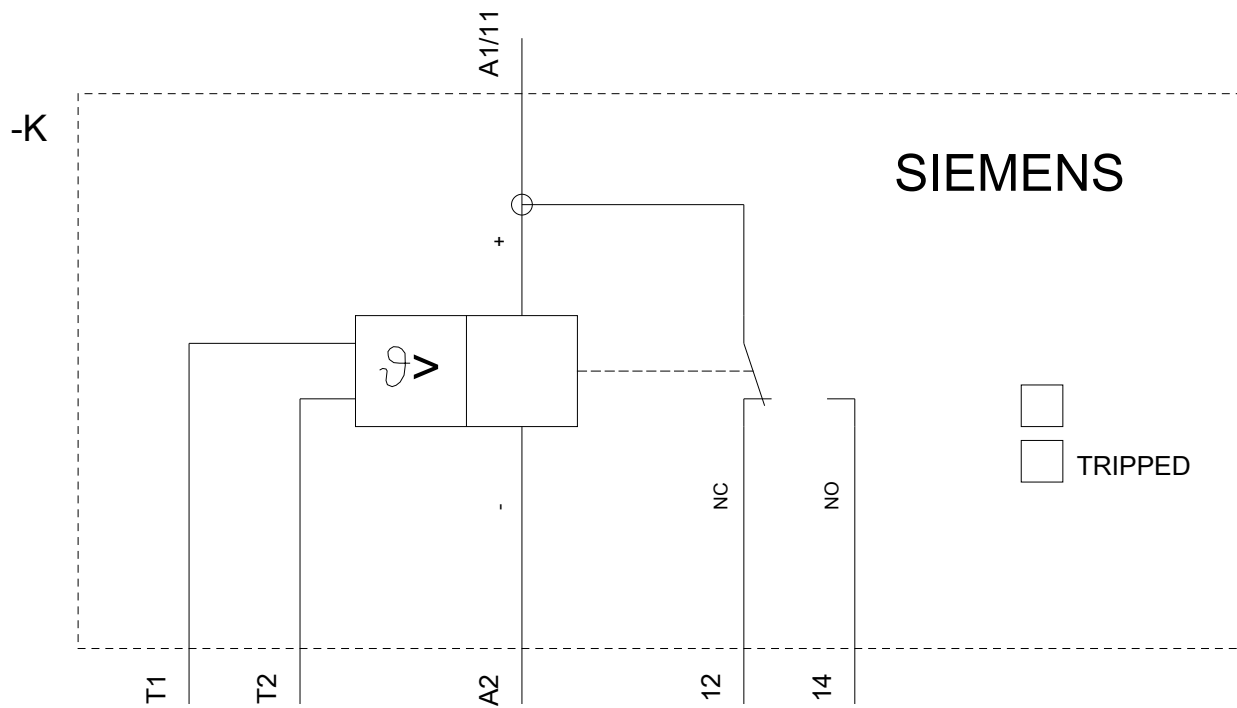 A1/11
-K
SIEMENS
+
ϑ>
TRIPPED
-
NC
NO
T1
T2
A2
12
14